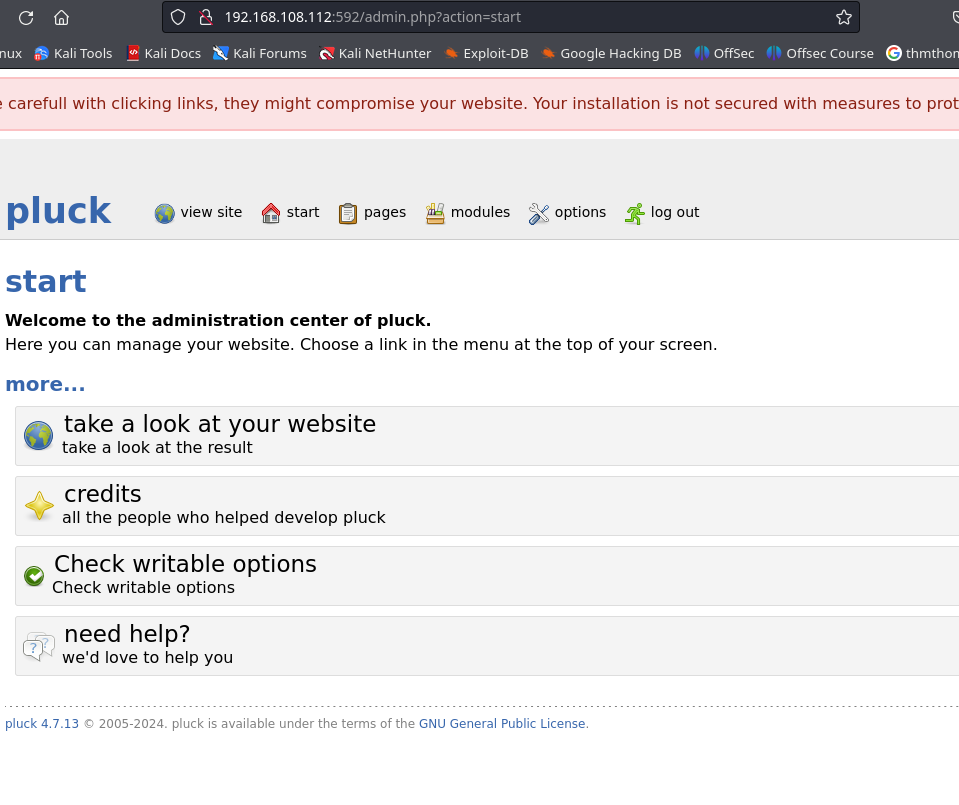 192.168.108.112:592/admin.php?action=start
nux Kali Tools Kali Docs Kali Forums Kali NetHunter Exploit-DB Google Hacking DB OffSec Offsec Course thmthon
e carefull with clicking links, they might compromise your website. Your installation is not secured with measures to prot
pluck view site start pages modules options log out
start
Welcome to the administration center of pluck.
Here you can manage your website. Choose a link in the menu at the top of your screen.
more...
take a look at your website
take a look at the result
credits
all the people who helped develop pluck
Check writable options
Check writable options
need help?
we'd love to help you
pluck 4.7.13 © 2005-2024. pluck is available under the terms of the GNU General Public License.